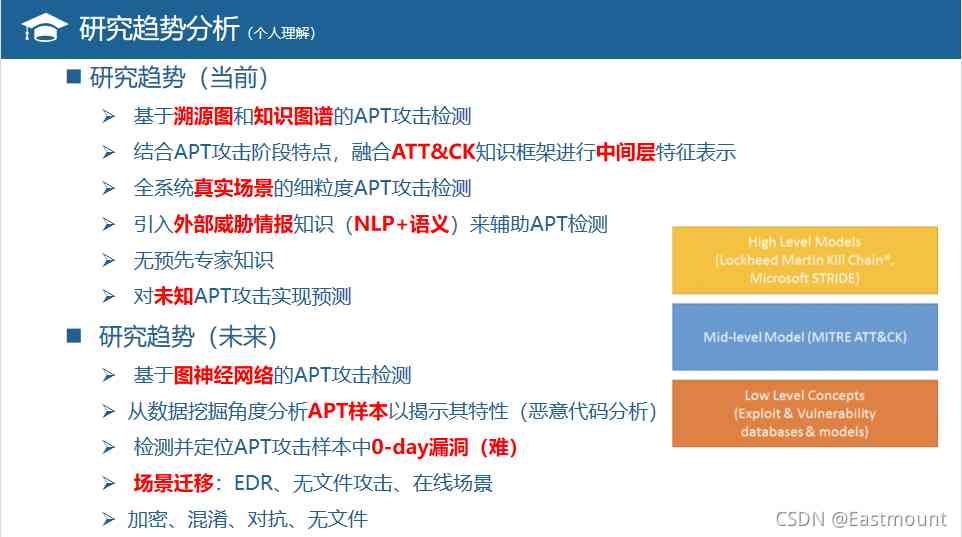 研究趋势分析（个人理解）
研究趋势（当前）
基于溯源图和知识图谱的APT攻击检测
结合APT攻击阶段特点，融合ATT&CK知识框架进行中间层特征表示
全系统真实场景的细粒度APT攻击检测
引入外部威胁情报知识（NLP+语义）来辅助APT检测
无预先专家知识
对未知APT攻击实现预测
研究趋势（未来）
基于图神经网络的APT攻击检测
从数据挖掘角度分析APT样本以揭示其特性（恶意代码分析）
检测并定位APT攻击样本中0-day漏洞（难）
场景迁移：EDR、无文件攻击、在线场景
加密、混淆、对抗、无文件
High Level Models
(Lockheed Martin Kill Chain®,
Microsoft STRIDE)
Mid-level Model (MITRE ATT&CK)
Low Level Concepts
(Exploit & Vulnerability
databases & models)
CSDN @Eastmount